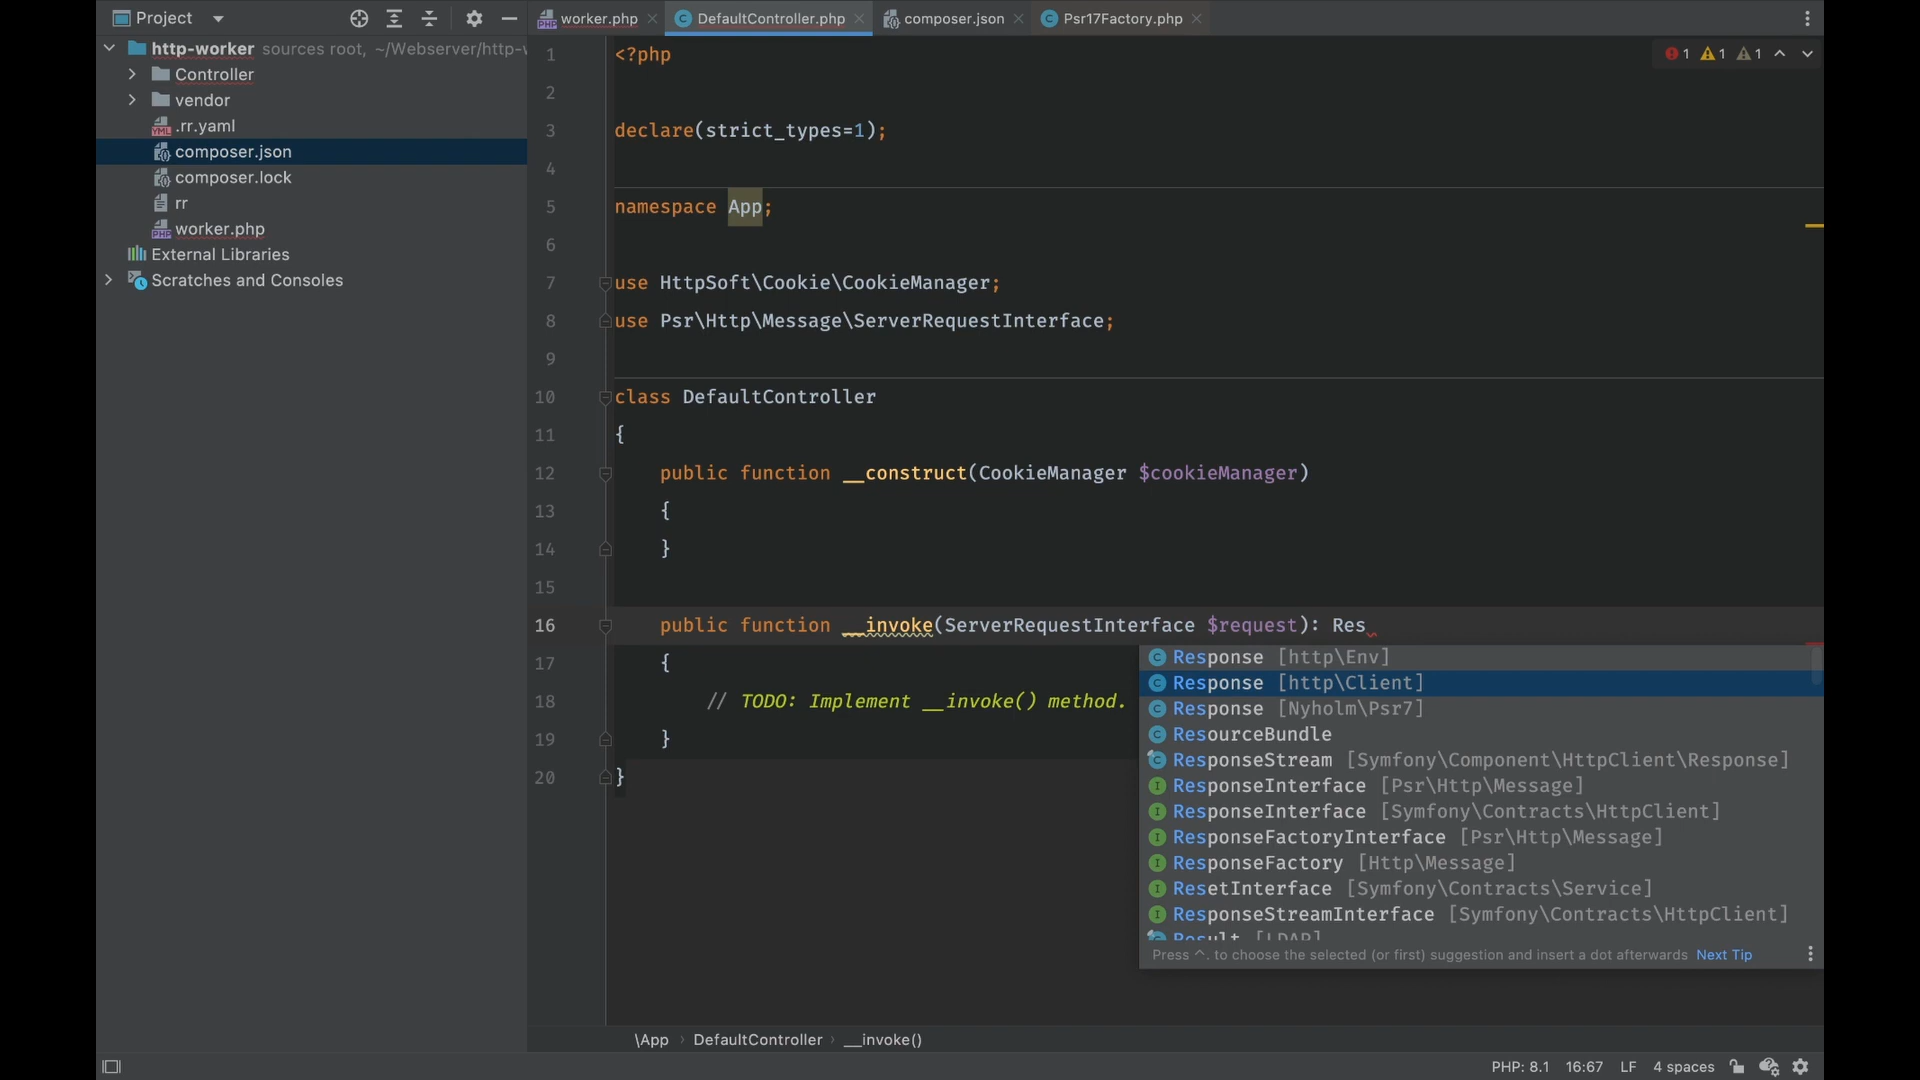 Project
worker.php
DefaultController.php
composer.json
Psr17Factory.php
http-worker sources root, ~/Webserver/http-
Controller
vendor
.rr.yaml
composer.json
composer.lock
rr
worker.php
External Libraries
Scratches and Consoles
1 1 1
1 <?php
2
3 declare(strict_types=1);
4
5 namespace App;
6
7 use HttpSoft\Cookie\CookieManager;
8 use Psr\Http\Message\ServerRequestInterface;
9
10 class DefaultController
11 {
12 public function __construct(CookieManager $cookieManager)
13 {
14 }
15
16 public function __invoke(ServerRequestInterface $request): Res
17 {
18 // TODO: Implement __invoke() method.
19 }
20 }
Response [http\Env]
Response [http\Client]
Response [Nyholm\Psr7]
ResourceBundle
ResponseStream [Symfony\Component\HttpClient\Response]
ResponseInterface [Psr\Http\Message]
ResponseInterface [Symfony\Contracts\HttpClient]
ResponseFactoryInterface [Psr\Http\Message]
ResponseFactory [Http\Message]
ResetInterface [Symfony\Contracts\Service]
ResponseStreamInterface [Symfony\Contracts\HttpClient]
Result [LDAP]
Press ^. to choose the selected (or first) suggestion and insert a dot afterwards Next Tip
\App › DefaultController › __invoke()
PHP: 8.1 16:67 LF 4 spaces